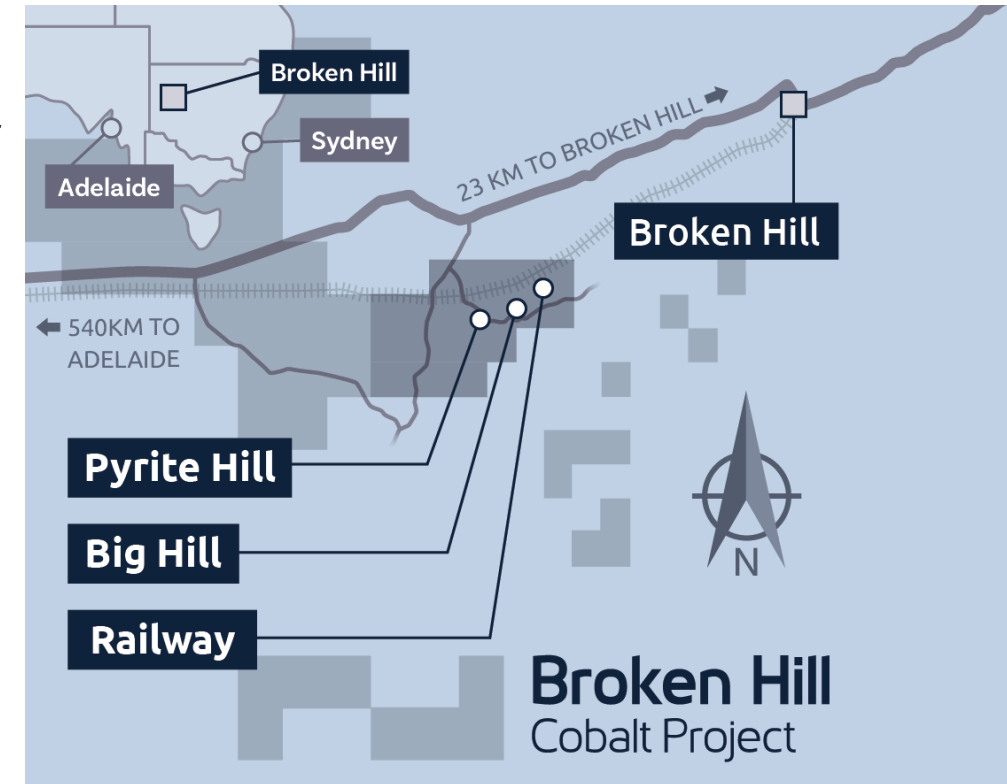 Broken Hill
Sydney
Adelaide
23 KM TO BROKEN HILL
Broken Hill
540KM TO
ADELAIDE
Pyrite Hill
Big Hill
Railway
N
Broken Hill
Cobalt Project